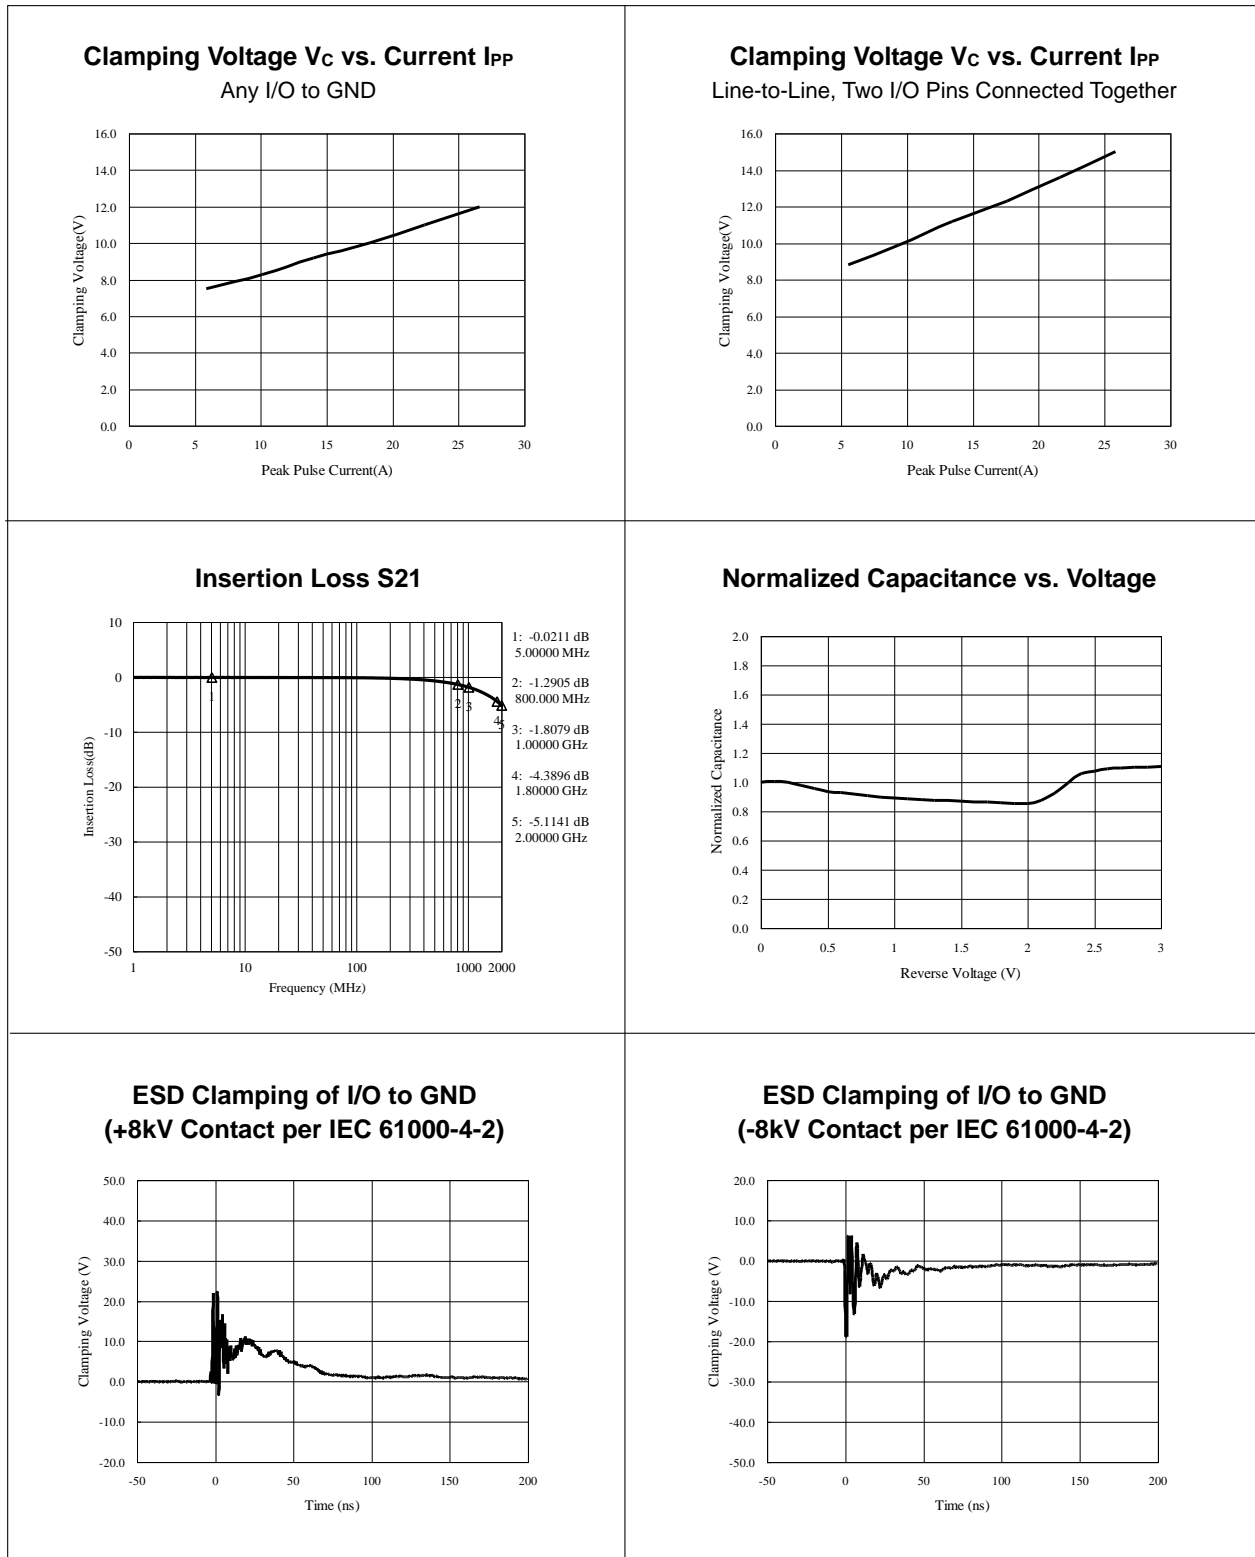 Clamping Voltage VC vs. Current IPP
Any I/O to GND
16.0
14.0
12.0
10.0
8.0
6.0
4.0
2.0
0.0
Clamping Voltage(V)
0 5 10 15 20 25 30
Peak Pulse Current(A)
Clamping Voltage VC vs. Current IPP
Line-to-Line, Two I/O Pins Connected Together
16.0
14.0
12.0
10.0
8.0
6.0
4.0
2.0
0.0
Clamping Voltage(V)
0 5 10 15 20 25 30
Peak Pulse Current(A)
Insertion Loss S21
10
0
-10
-20
-30
-40
-50
Insertion Loss(dB)
1 10 100 1000 2000
Frequency (MHz)
1
2
3
4
5
1: -0.0211 dB
5.00000 MHz
2: -1.2905 dB
800.000 MHz
3: -1.8079 dB
1.00000 GHz
4: -4.3896 dB
1.80000 GHz
5: -5.1141 dB
2.00000 GHz
Normalized Capacitance vs. Voltage
2.0
1.8
1.6
1.4
1.2
1.0
0.8
0.6
0.4
0.2
0.0
Normalized Capacitance
0 0.5 1 1.5 2 2.5 3
Reverse Voltage (V)
ESD Clamping of I/O to GND
(+8kV Contact per IEC 61000-4-2)
50.0
40.0
30.0
20.0
10.0
0.0
-10.0
-20.0
Clamping Voltage (V)
-50 0 50 100 150 200
Time (ns)
ESD Clamping of I/O to GND
(-8kV Contact per IEC 61000-4-2)
20.0
10.0
0.0
-10.0
-20.0
-30.0
-40.0
-50.0
Clamping Voltage (V)
-50 0 50 100 150 200
Time (ns)